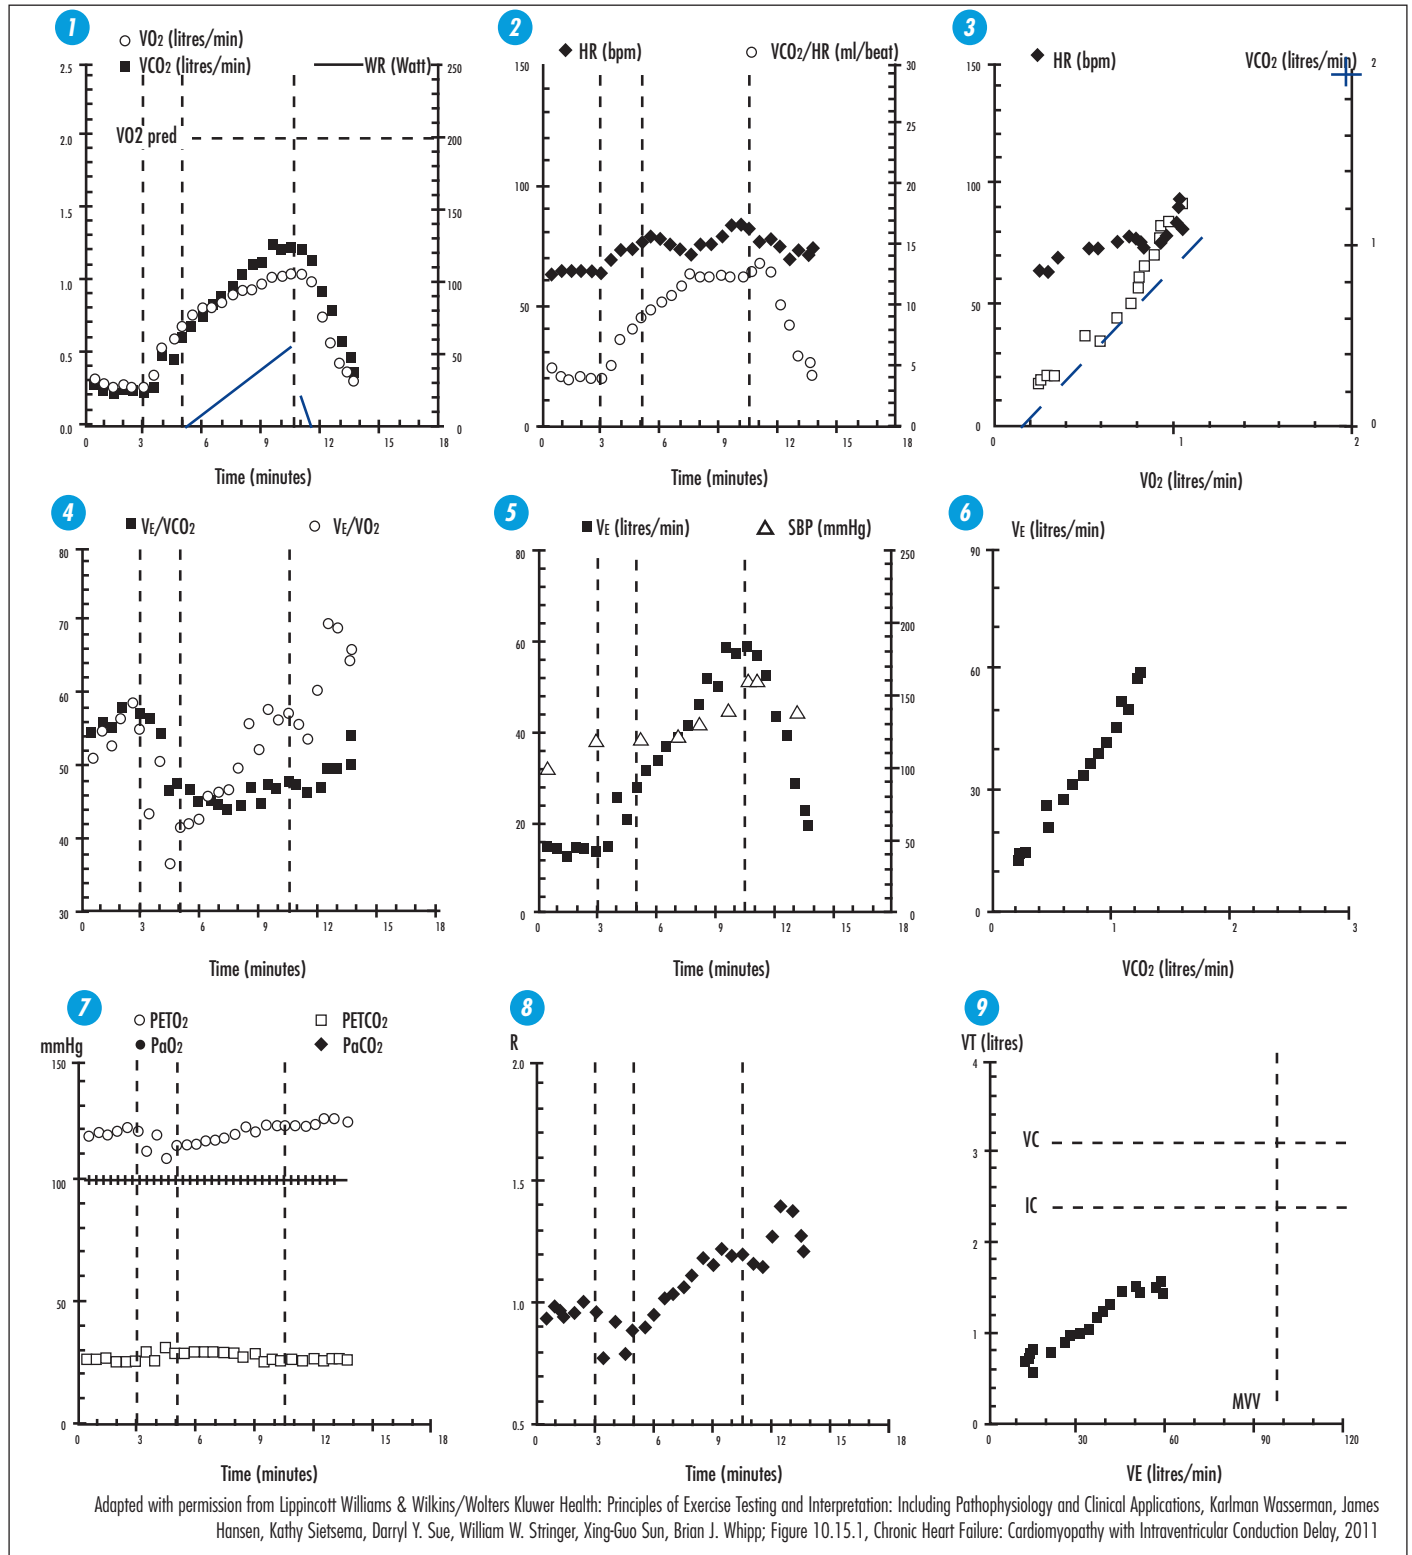 1
VO2 (litres/min)
VCO2 (litres/min)
WR (Watt)
2.5
2.0
1.5
1.0
0.5
0.0
VO2 pred
250
200
150
100
50
0
0 3 6 9 12 15 18
Time (minutes)
2
HR (bpm)
VCO2/HR (ml/beat)
150
100
50
0
30
25
20
15
10
5
0
0 3 6 9 12 15 18
Time (minutes)
3
HR (bpm)
VCO2 (litres/min)
150
100
50
0
2
1
0
0 1 2
VO2 (litres/min)
4
VE/VCO2
VE/VO2
80
70
60
50
40
30
0 3 6 9 12 15 18
Time (minutes)
5
VE (litres/min)
SBP (mmHg)
80
60
40
20
0
250
200
150
100
50
0
0 3 6 9 12 15 18
Time (minutes)
6
VE (litres/min)
90
60
30
0
0 1 2 3
VCO2 (litres/min)
7
PETO2
PETCO2
PaO2
PaCO2
mmHg
150
100
50
0
0 3 6 9 12 15 18
Time (minutes)
8
R
2.0
1.5
1.0
0.5
0 3 6 9 12 15 18
Time (minutes)
9
VT (litres)
4
3
2
1
0
VC
IC
MVV
0 30 60 90 120
VE (litres/min)
Adapted with permission from Lippincott Williams & Wilkins/Wolters Kluwer Health: Principles of Exercise Testing and Interpretation: Including Pathophysiology and Clinical Applications, Karlman Wasserman, James
Hansen, Kathy Sietsema, Darryl Y. Sue, William W. Stringer, Xing-Guo Sun, Brian J. Whipp; Figure 10.15.1, Chronic Heart Failure: Cardiomyopathy with Intraventricular Conduction Delay, 2011